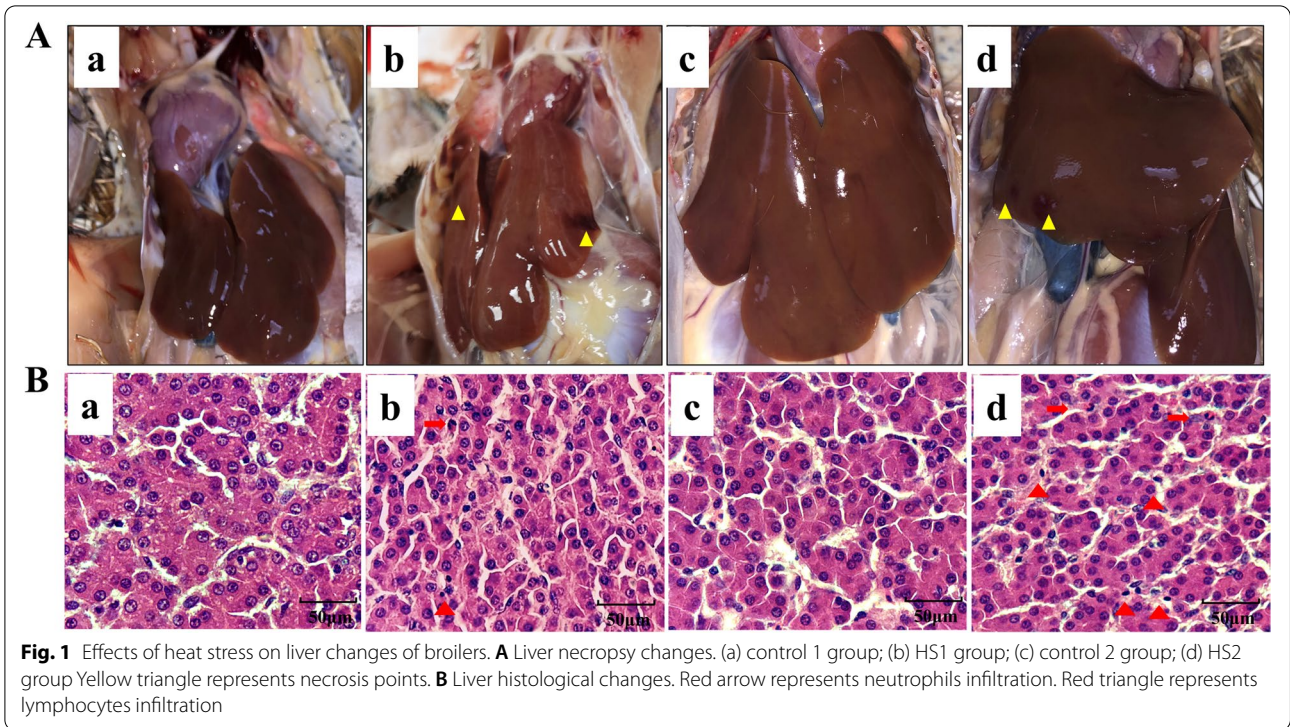 A
a
b
c
d
B
a
b
c
d
50μm
50μm
50μm
50μm
Fig. 1 Effects of heat stress on liver changes of broilers. A Liver necropsy changes. (a) control 1 group; (b) HS1 group; (c) control 2 group; (d) HS2
group Yellow triangle represents necrosis points. B Liver histological changes. Red arrow represents neutrophils infiltration. Red triangle represents
lymphocytes infiltration